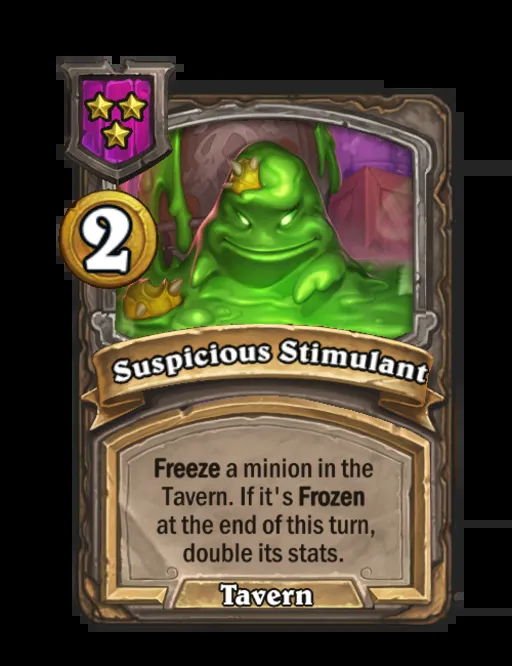 2
Suspicious Stimulant
Freeze a minion in the
Tavern. If it's Frozen
at the end of this turn,
double its stats.
Tavern